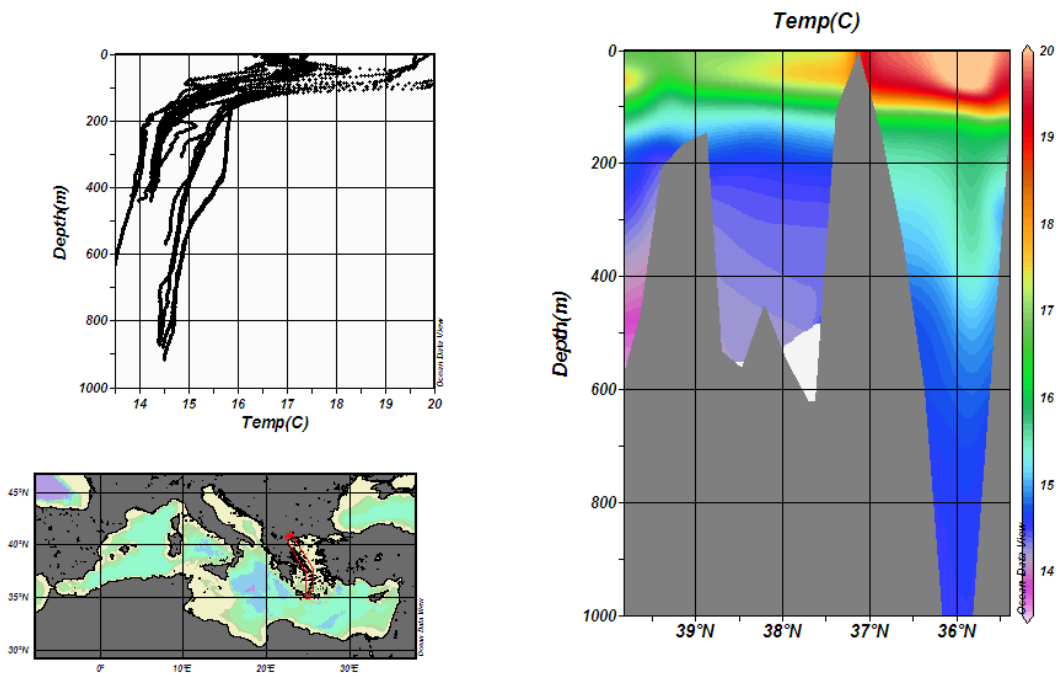 0
200
400
600
800
1000
Depth(m)
14 15 16 17 18 19 20
Temp(C)
Ocean Data View
45°N
40°N
35°N
30°N
0° 10°E 20°E 30°E
Ocean Data View
Temp(C)
0
200
400
600
800
1000
Depth(m)
39°N 38°N 37°N 36°N
Ocean Data View
20
19
18
17
16
15
14